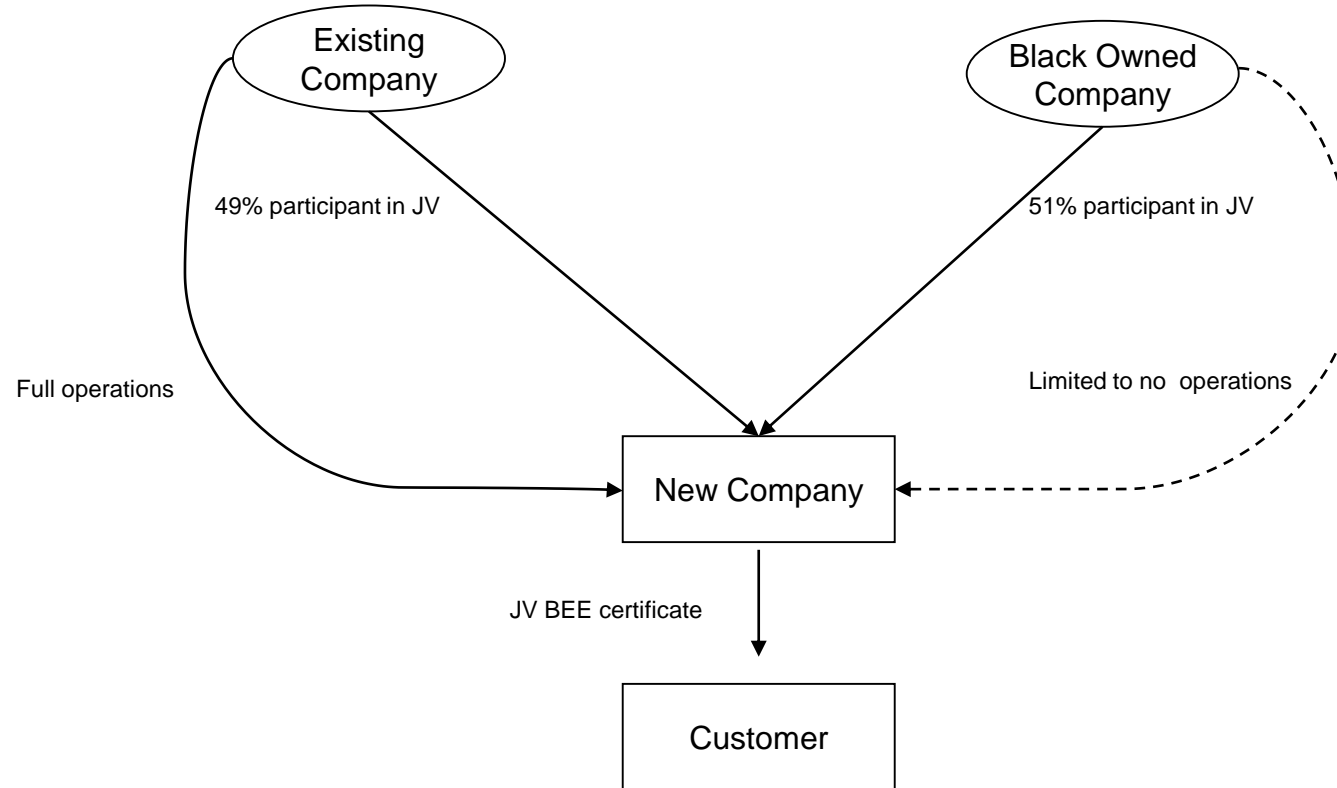 Existing
Company
Black Owned
Company
49% participant in JV
51% participant in JV
Full operations
Limited to no  operations
New Company
JV BEE certificate
Customer